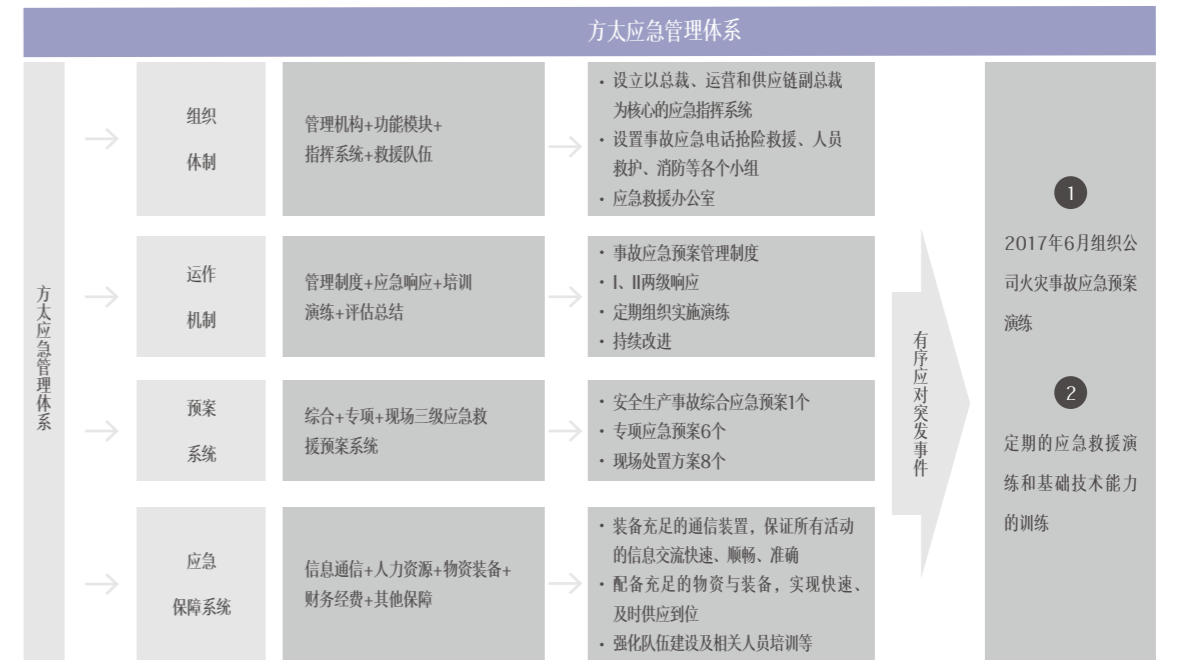 方太应急管理体系
方太应急管理体系
组织
体制
管理机构+功能模块+
指挥系统+救援队伍
• 设立以总裁、运营和供应链副总裁
为核心的应急指挥系统
• 设置事故应急电话抢险救援、人员
救护、消防等各个小组
• 应急救援办公室
运作
机制
管理制度+应急响应+培训
演练+评估总结
• 事故应急预案管理制度
• I、II两级响应
• 定期组织实施演练
• 持续改进
预案
系统
综合+专项+现场三级应急救
援预案系统
• 安全生产事故综合应急预案1个
• 专项应急预案6个
• 现场处置方案8个
应急
保障系统
信息通信+人力资源+物资装备+
财务经费+其他保障
• 装备充足的通信装置，保证所有活动
的信息交流快速、顺畅、准确
• 配备充足的物资与装备，实现快速、
及时供应到位
• 强化队伍建设及相关人员培训等
有序应对突发事件
1
2017年6月组织公
司火灾事故应急预案
演练
2
定期的应急救援演
练和基础技术能力
的训练